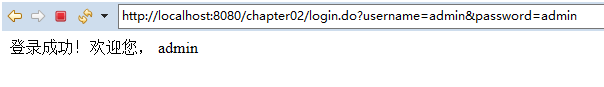 http://localhost:8080/chapter02/login.do?username=admin&password=admin
登录成功！欢迎您， admin